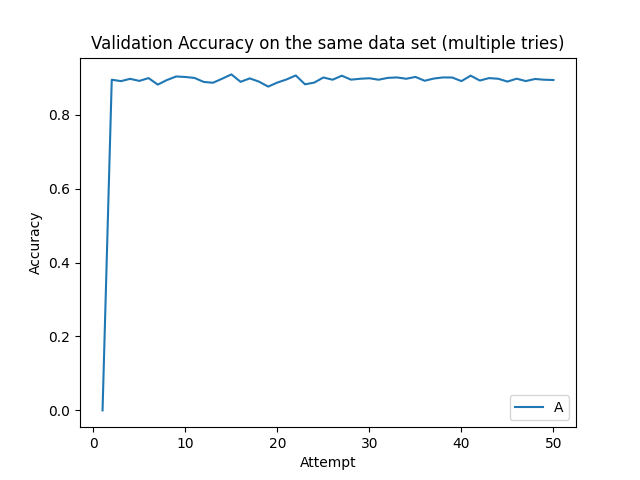 Validation Accuracy on the same data set (multiple tries)
0.8
0.6
0.4
0.2
0.0
Accuracy
A
0 10 20 30 40 50
Attempt